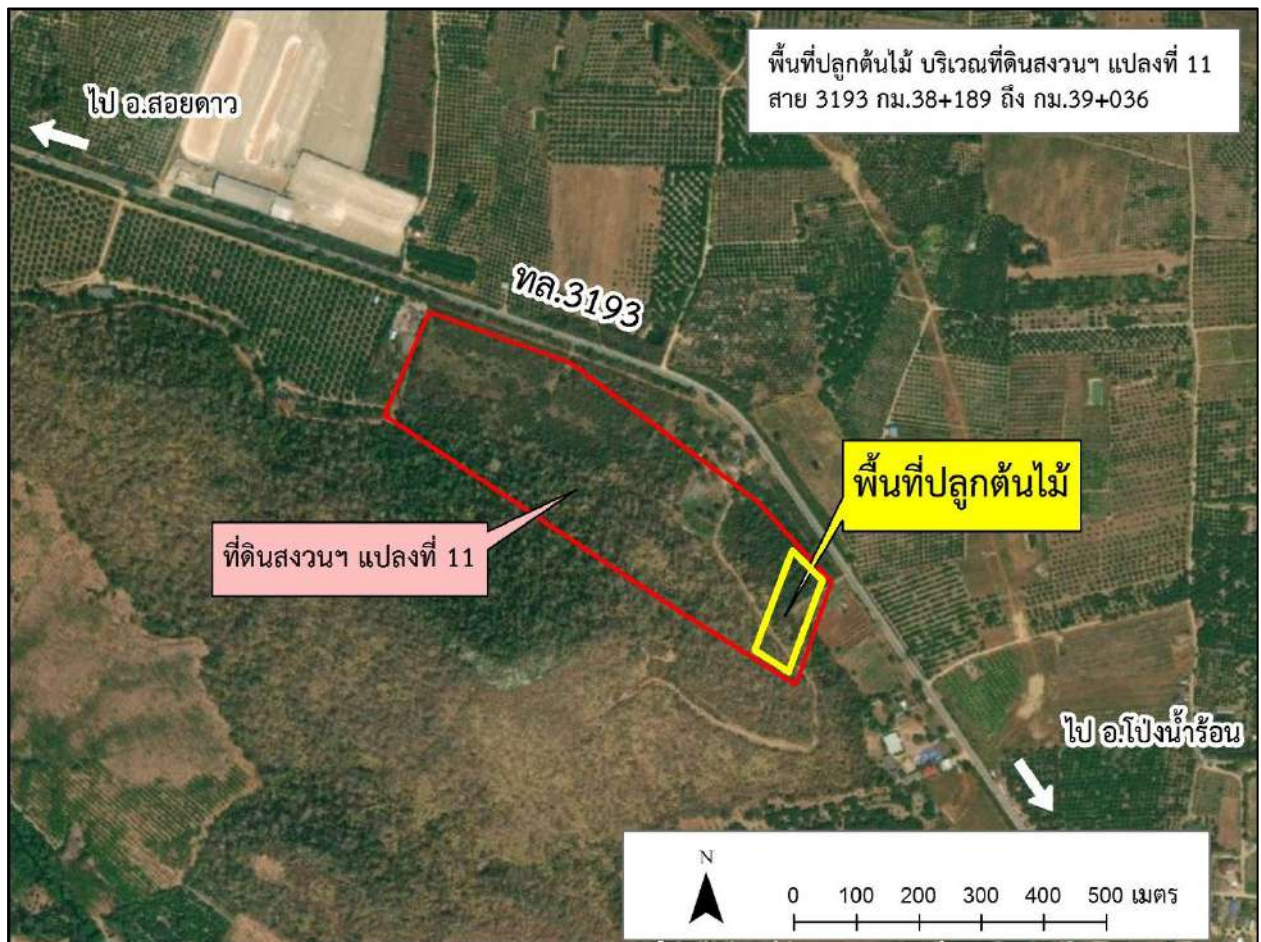 พื้นที่ปลูกต้นไม้ บริเวณที่ดินสงวนฯ แปลงที่ 11
สาย 3193 กม.38+189 ถึง กม.39+036
ไป อ.สอยดาว
ทล.3193
พื้นที่ปลูกต้นไม้
ที่ดินสงวนฯ แปลงที่ 11
ไป อ.โป่งน้ำร้อน
N
0 100 200 300 400 500 เมตร